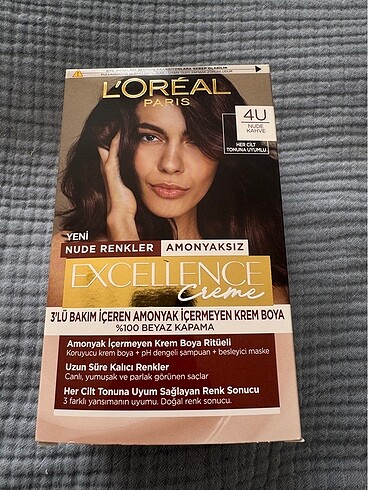 L'ORÉAL
PARIS
4U
NUDE
KAHVE
HER CİLT
TONUNA UYUMLU
YENİ
NUDE RENKLER AMONYAKSIZ
EXCELLENCE
Creme
3'LÜ BAKIM İÇEREN AMONYAK İÇERMEYEN KREM BOYA
%100 BEYAZ KAPAMA
Amonyak İçermeyen Krem Boya Ritüeli
Koruyucu krem boya + pH dengeli şampuan + besleyici maske
Uzun Süre Kalıcı Renkler
Canlı, yumuşak ve parlak görünen saçlar
Her Cilt Tonuna Uyum Sağlayan Renk Sonucu
3 farklı yansımanın uyumu. Doğal renk sonucu.